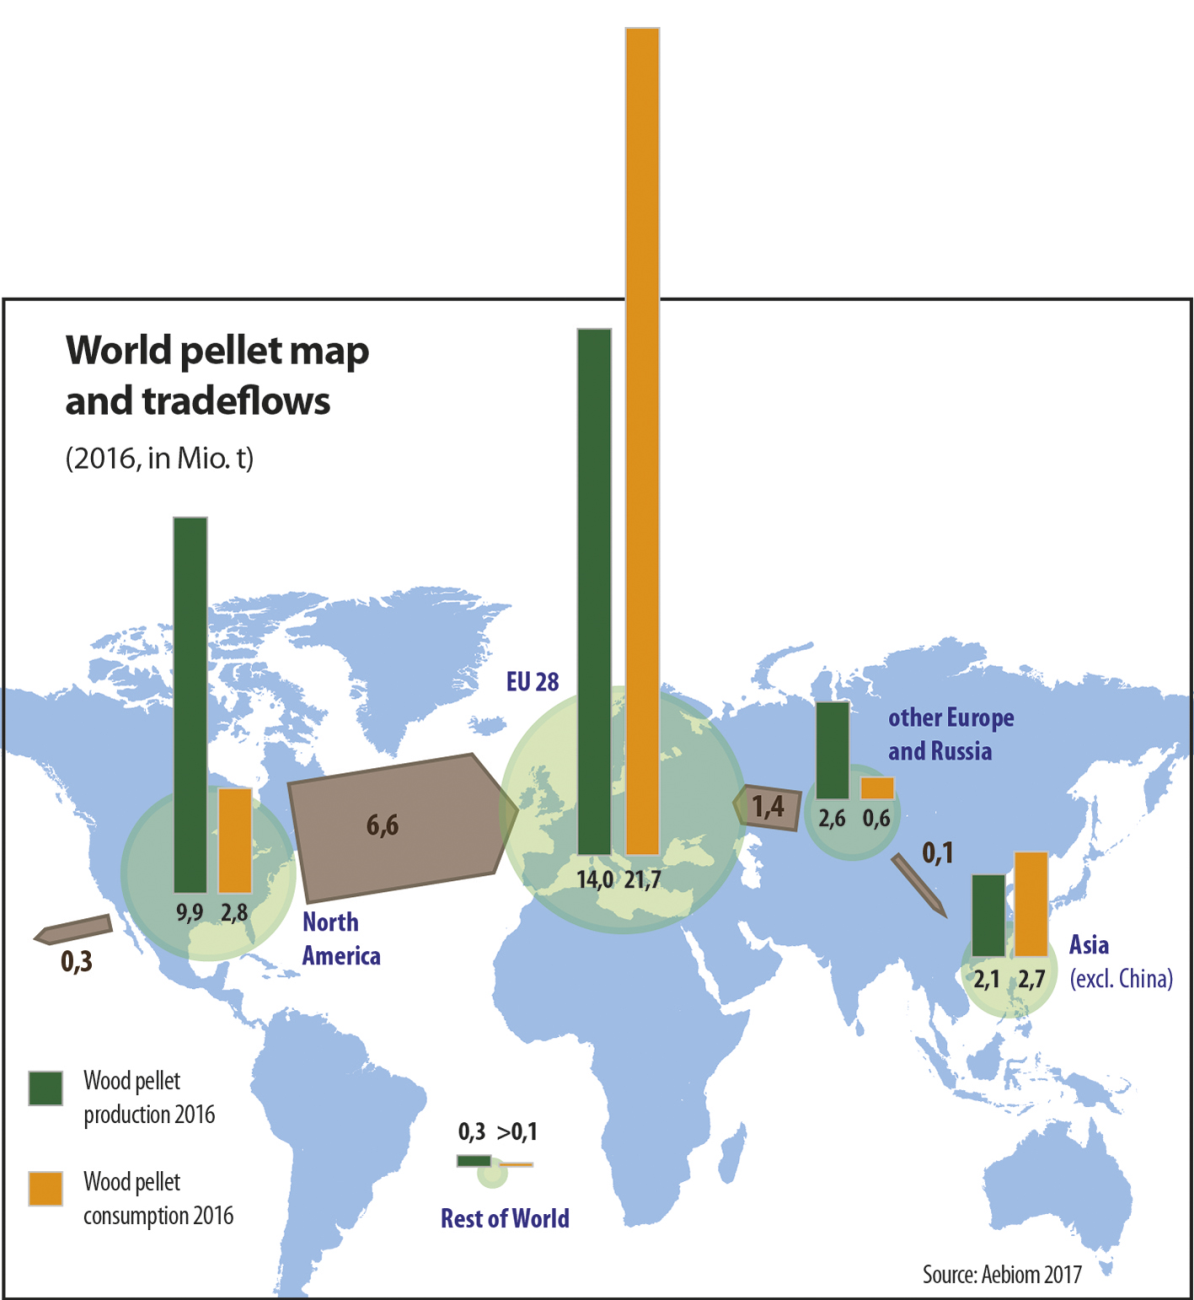 World pellet map
and tradeflows
(2016, in Mio. t)
EU 28
other Europe
and Russia
6,6
1,4
2,6
0,6
0,1
14,0
21,7
9,9
2,8
North
America
0,3
Asia
(excl. China)
2,1
2,7
Wood pellet
production 2016
0,3 >0,1
Wood pellet
consumption 2016
Rest of World
Source: Aebiom 2017